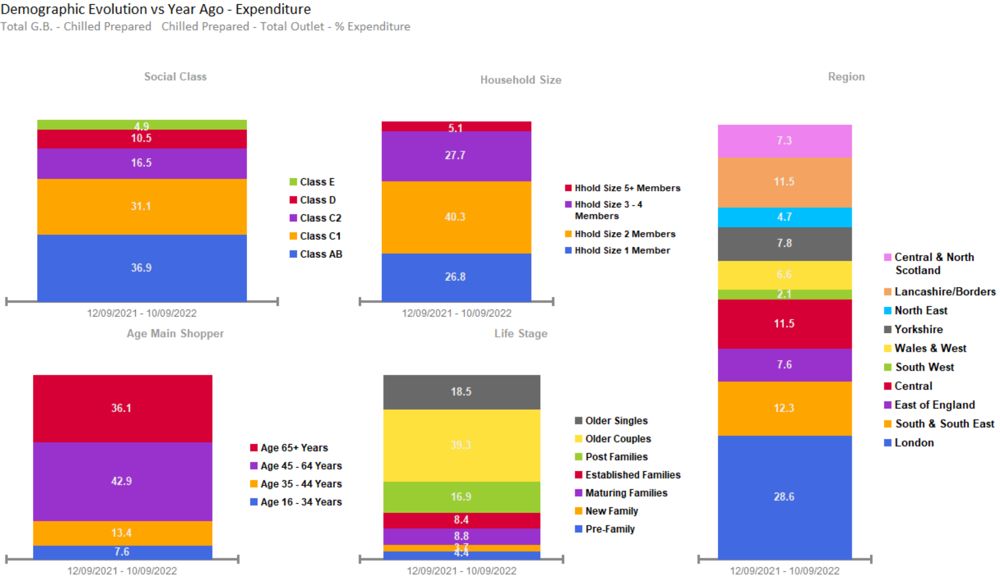 Demographic Evolution vs Year Ago - Expenditure
Total G.B. - Chilled Prepared   Chilled Prepared - Total Outlet - % Expenditure
Social Class
4.9
10.5
16.5
31.1
36.9
12/09/2021 - 10/09/2022
Class E
Class D
Class C2
Class C1
Class AB
Household Size
5.1
27.7
40.3
26.8
12/09/2021 - 10/09/2022
Hhold Size 5+ Members
Hhold Size 3 - 4
Members
Hhold Size 2 Members
Hhold Size 1 Member
Region
7.3
11.5
4.7
7.8
6.6
2.1
11.5
7.6
12.3
28.6
12/09/2021 - 10/09/2022
Central & North
Scotland
Lancashire/Borders
North East
Yorkshire
Wales & West
South West
Central
East of England
South & South East
London
Age Main Shopper
36.1
42.9
13.4
7.6
12/09/2021 - 10/09/2022
Age 65+ Years
Age 45 - 64 Years
Age 35 - 44 Years
Age 16 - 34 Years
Life Stage
18.5
39.3
16.9
8.4
8.8
3.7
4.4
12/09/2021 - 10/09/2022
Older Singles
Older Couples
Post Families
Established Families
Maturing Families
New Family
Pre-Family